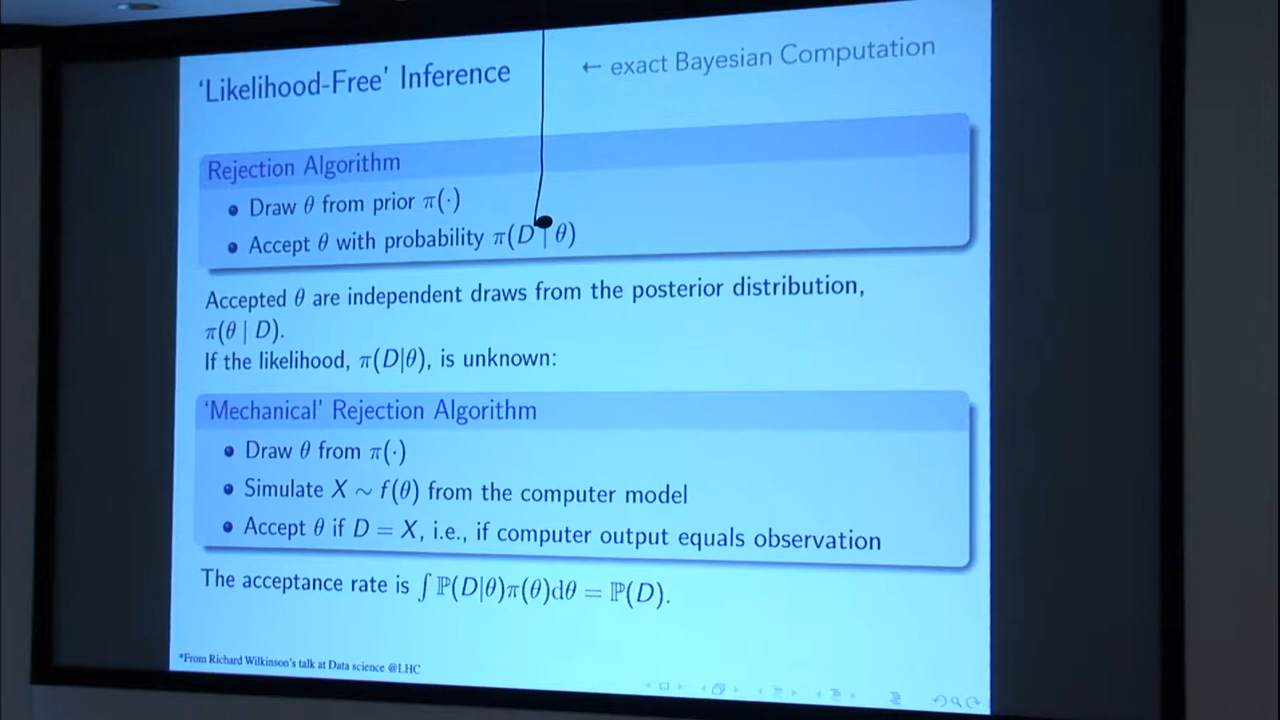 ‘Likelihood-Free’ Inference
← exact Bayesian Computation
Rejection Algorithm
• Draw θ from prior π(·)
• Accept θ with probability π(D | θ)
Accepted θ are independent draws from the posterior distribution,
π(θ | D).
If the likelihood, π(D|θ), is unknown:
‘Mechanical’ Rejection Algorithm
• Draw θ from π(·)
• Simulate X ~ f(θ) from the computer model
• Accept θ if D = X, i.e., if computer output equals observation
The acceptance rate is ∫ ℙ(D|θ)π(θ)dθ = ℙ(D).
*From Richard Wilkinson's talk at Data science @LHC